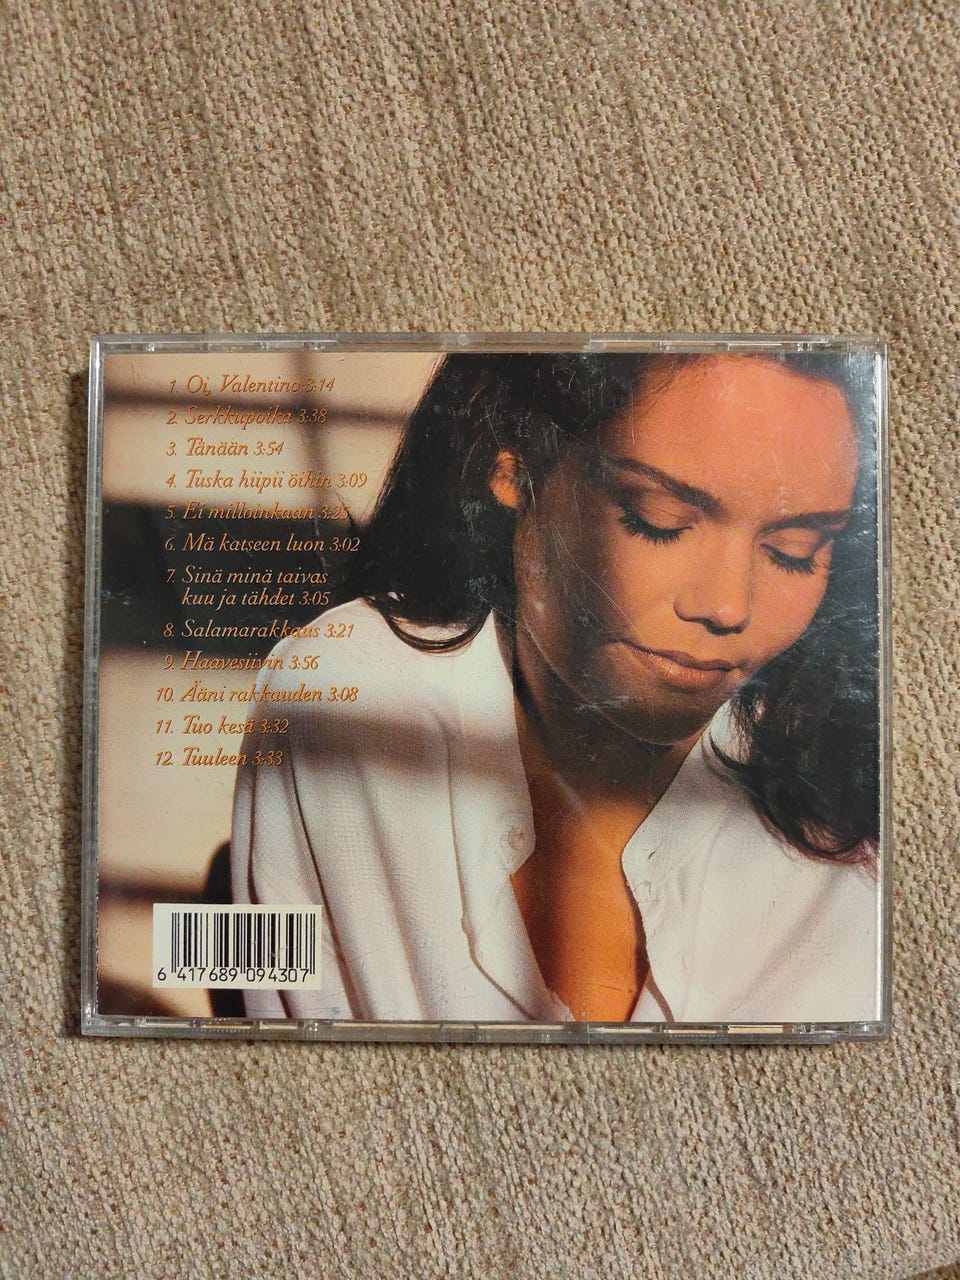 1. Oi, Valentino 3:14
2. Serkkupoika 3:38
3. Tänään 3:54
4. Tuska hiipii öihin 3:09
5. Ei milloinkaan 3:25
6. Mä katseen luon 3:02
7. Sinä minä taivas
kuu ja tähdet 3:05
8. Salamarakkaus 3:21
9. Haavesiivin 3:56
10. Ääni rakkauden 3:08
11. Tuo kesä 3:32
12. Tuuleen 3:33
6 417689 094307